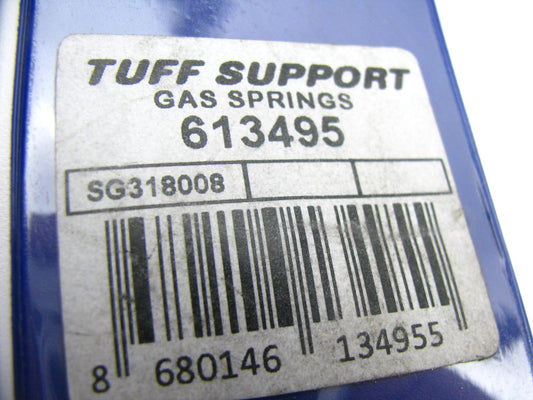 TUFF SUPPORT
GAS SPRINGS
613495
SG318008
8 680146 134955